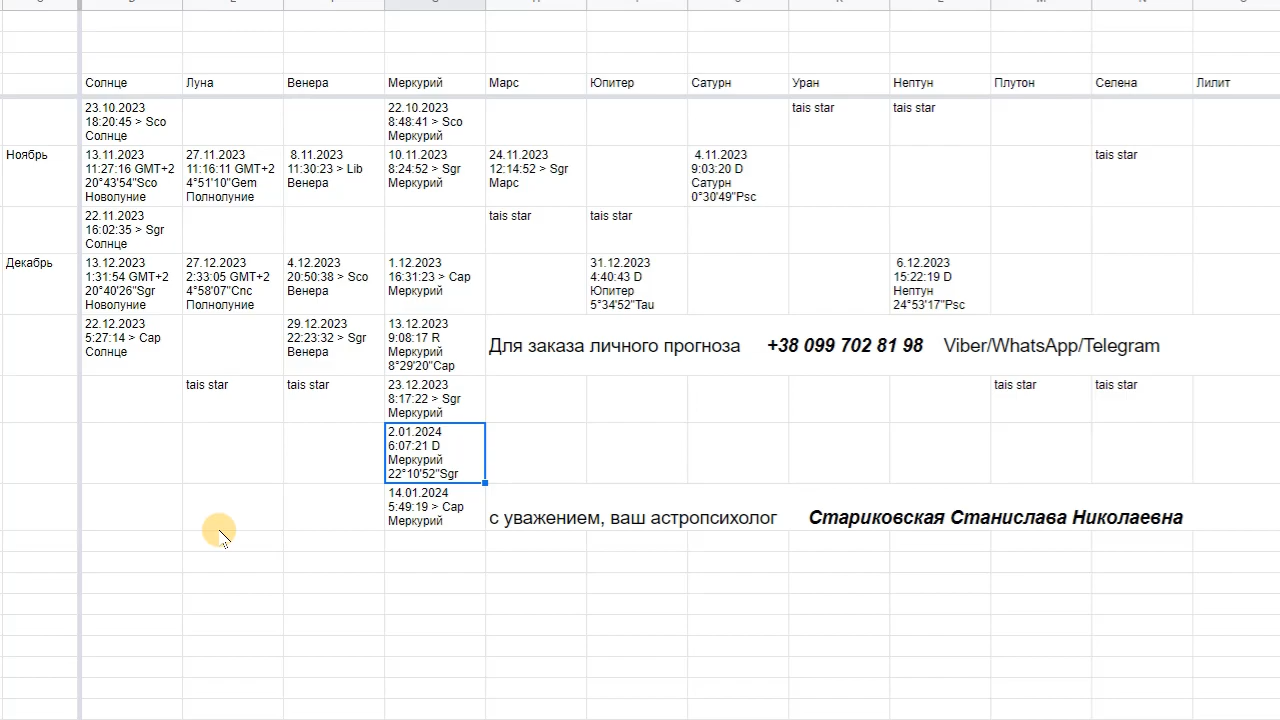 Солнце Луна Венера Меркурий Марс Юпитер Сатурн Уран Нептун Плутон Селена Лилит
23.10.2023
18:20:45 > Sco
Солнце
22.10.2023
8:48:41 > Sco
Меркурий
tais star
tais star
Ноябрь
13.11.2023
11:27:16 GMT+2
20°43'54"Sco
Новолуние
27.11.2023
11:16:11 GMT+2
4°51'10"Gem
Полнолуние
8.11.2023
11:30:23 > Lib
Венера
10.11.2023
8:24:52 > Sgr
Меркурий
24.11.2023
12:14:52 > Sgr
Марс
4.11.2023
9:03:20 D
Сатурн
0°30'49"Psc
tais star
22.11.2023
16:02:35 > Sgr
Солнце
tais star
tais star
Декабрь
13.12.2023
1:31:54 GMT+2
20°40'26"Sgr
Новолуние
27.12.2023
2:33:05 GMT+2
4°58'07"Cnc
Полнолуние
4.12.2023
20:50:38 > Sco
Венера
1.12.2023
16:31:23 > Cap
Меркурий
31.12.2023
4:40:43 D
Юпитер
5°34'52"Tau
6.12.2023
15:22:19 D
Нептун
24°53'17"Psc
22.12.2023
5:27:14 > Cap
Солнце
29.12.2023
22:23:32 > Sgr
Венера
13.12.2023
9:08:17 R
Меркурий
8°29'20"Cap
Для заказа личного прогноза +38 099 702 81 98 Viber/WhatsApp/Telegram
tais star
tais star
23.12.2023
8:17:22 > Sgr
Меркурий
tais star
tais star
2.01.2024
6:07:21 D
Меркурий
22°10'52"Sgr
14.01.2024
5:49:19 > Cap
Меркурий
с уважением, ваш астропсихолог Стариковская Станислава Николаевна